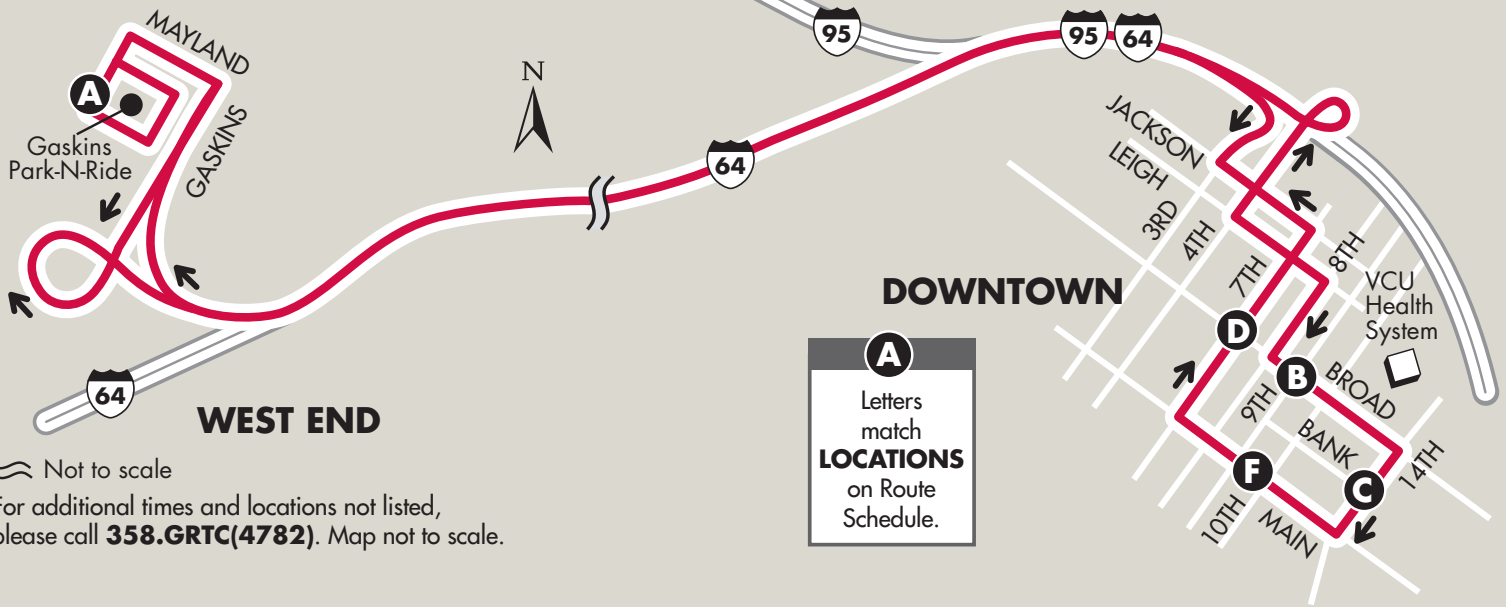 MAYLAND
A
Gaskins
Park-N-Ride
GASKINS
N
95
95
64
64
64
JACKSON
LEIGH
3RD
4TH
7TH
8TH
VCU
Health
System
DOWNTOWN
D
B
BROAD
9TH
BANK
14TH
C
F
10TH
MAIN
A
Letters
match
LOCATIONS
on Route
Schedule.
WEST END
Not to scale
For additional times and locations not listed,
please call 358.GRTC(4782). Map not to scale.